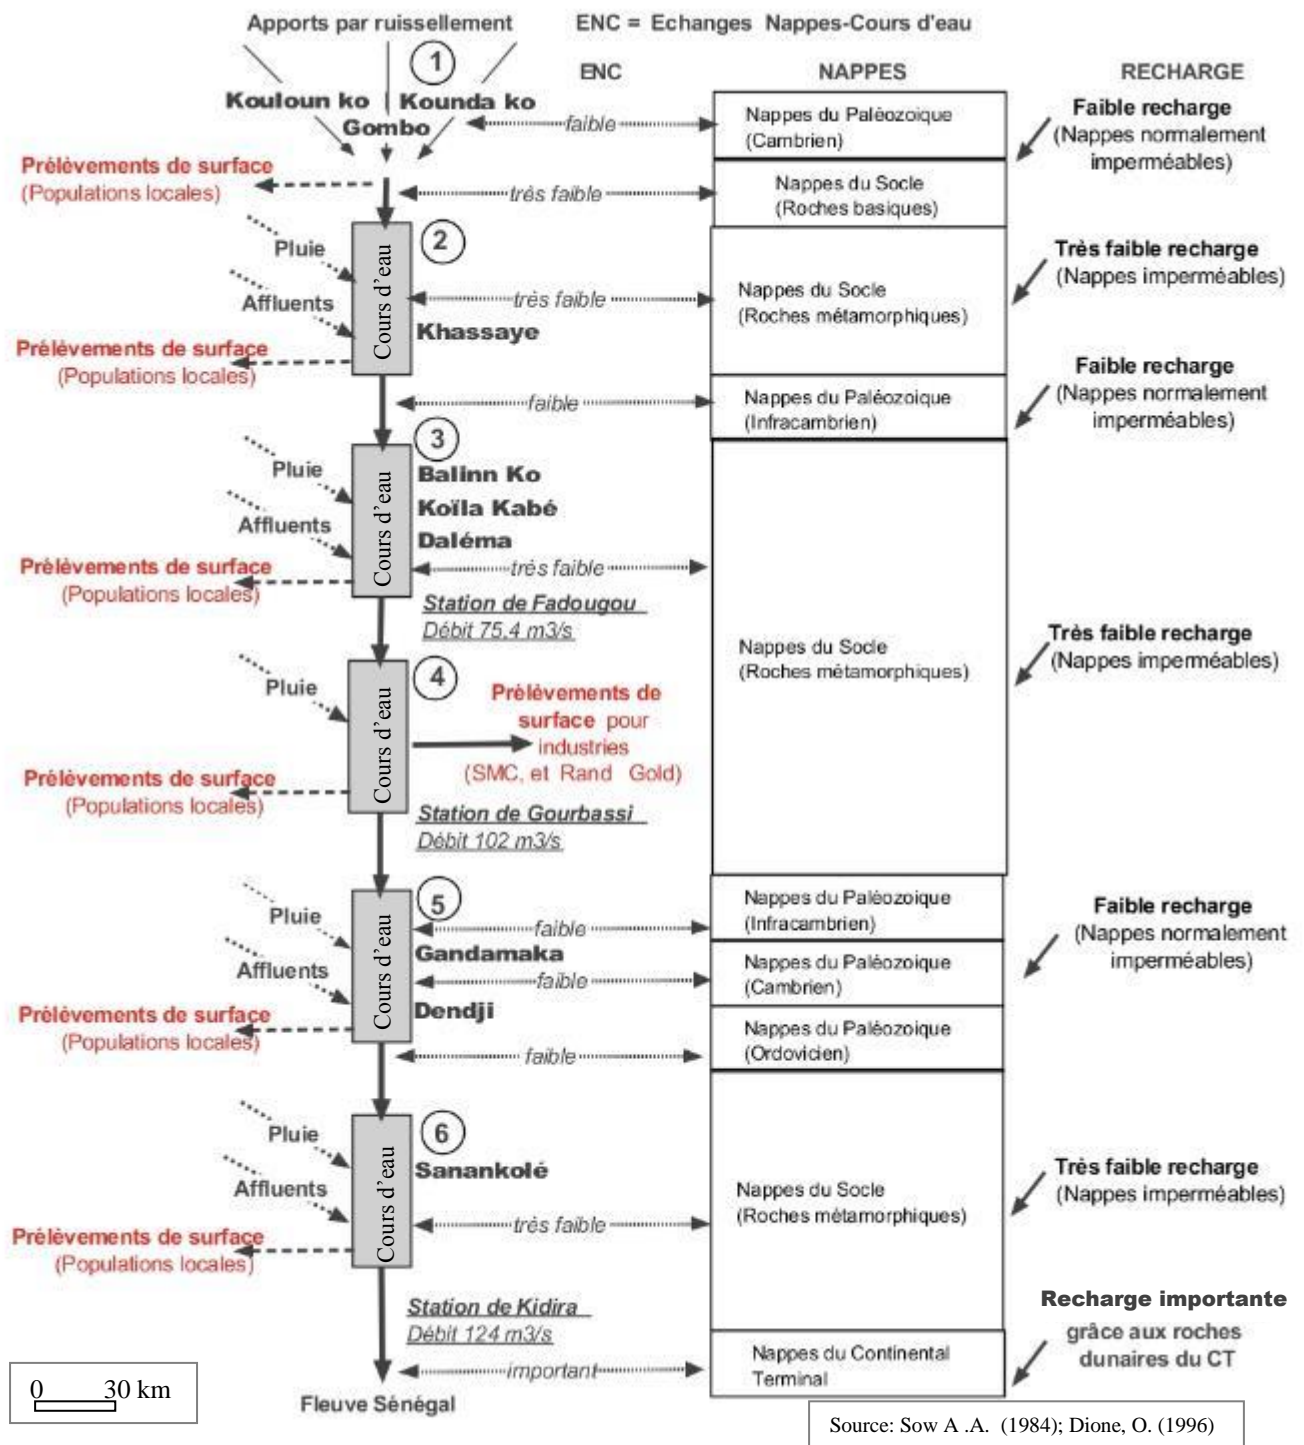 Apports par ruissellement
ENC = Echanges Nappes-Cours d'eau
1
ENC
NAPPES
RECHARGE
Kouloun ko
Kounda ko
Gombo
faible
Nappes du Paléozoique
(Cambrien)
Faible recharge
(Nappes normalement
imperméables)
Prélèvements de surface
(Populations locales)
très faible
Nappes du Socle
(Roches basiques)
2
Pluie
Affluents
Cours d'eau
très faible
Khassaye
Nappes du Socle
(Roches métamorphiques)
Très faible recharge
(Nappes imperméables)
Prélèvements de surface
(Populations locales)
faible
Nappes du Paléozoique
(Infracambrien)
Faible recharge
(Nappes normalement
imperméables)
3
Pluie
Affluents
Cours d'eau
Balinn Ko
Koïla Kabé
Daléma
Prélèvements de surface
(Populations locales)
très faible
Station de Fadougou
Débit 75,4 m3/s
Nappes du Socle
(Roches métamorphiques)
Très faible recharge
(Nappes imperméables)
4
Pluie
Cours d'eau
Prélèvements de
surface pour
industries
(SMC, et Rand Gold)
Prélèvements de surface
(Populations locales)
Station de Gourbassi
Débit 102 m3/s
5
Pluie
Affluents
Cours d'eau
faible
Gandamaka
faible
Dendji
Nappes du Paléozoique
(Infracambrien)
Nappes du Paléozoique
(Cambrien)
Nappes du Paléozoique
(Ordovicien)
Faible recharge
(Nappes normalement
imperméables)
Prélèvements de surface
(Populations locales)
faible
6
Pluie
Affluents
Cours d'eau
Sanankolé
très faible
Nappes du Socle
(Roches métamorphiques)
Très faible recharge
(Nappes imperméables)
Prélèvements de surface
(Populations locales)
Station de Kidira
Débit 124 m3/s
important
Nappes du Continental
Terminal
Recharge importante
grâce aux roches
dunaires du CT
0 30 km
Fleuve Sénégal
Source: Sow A .A. (1984); Dione, O. (1996)